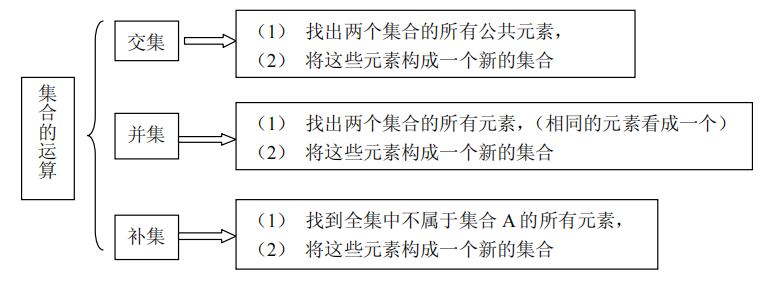 集合的运算
交集
（1） 找出两个集合的所有公共元素，
（2） 将这些元素构成一个新的集合
并集
（1） 找出两个集合的所有元素，（相同的元素看成一个）
（2） 将这些元素构成一个新的集合
补集
（1） 找到全集中不属于集合 A 的所有元素，
（2） 将这些元素构成一个新的集合